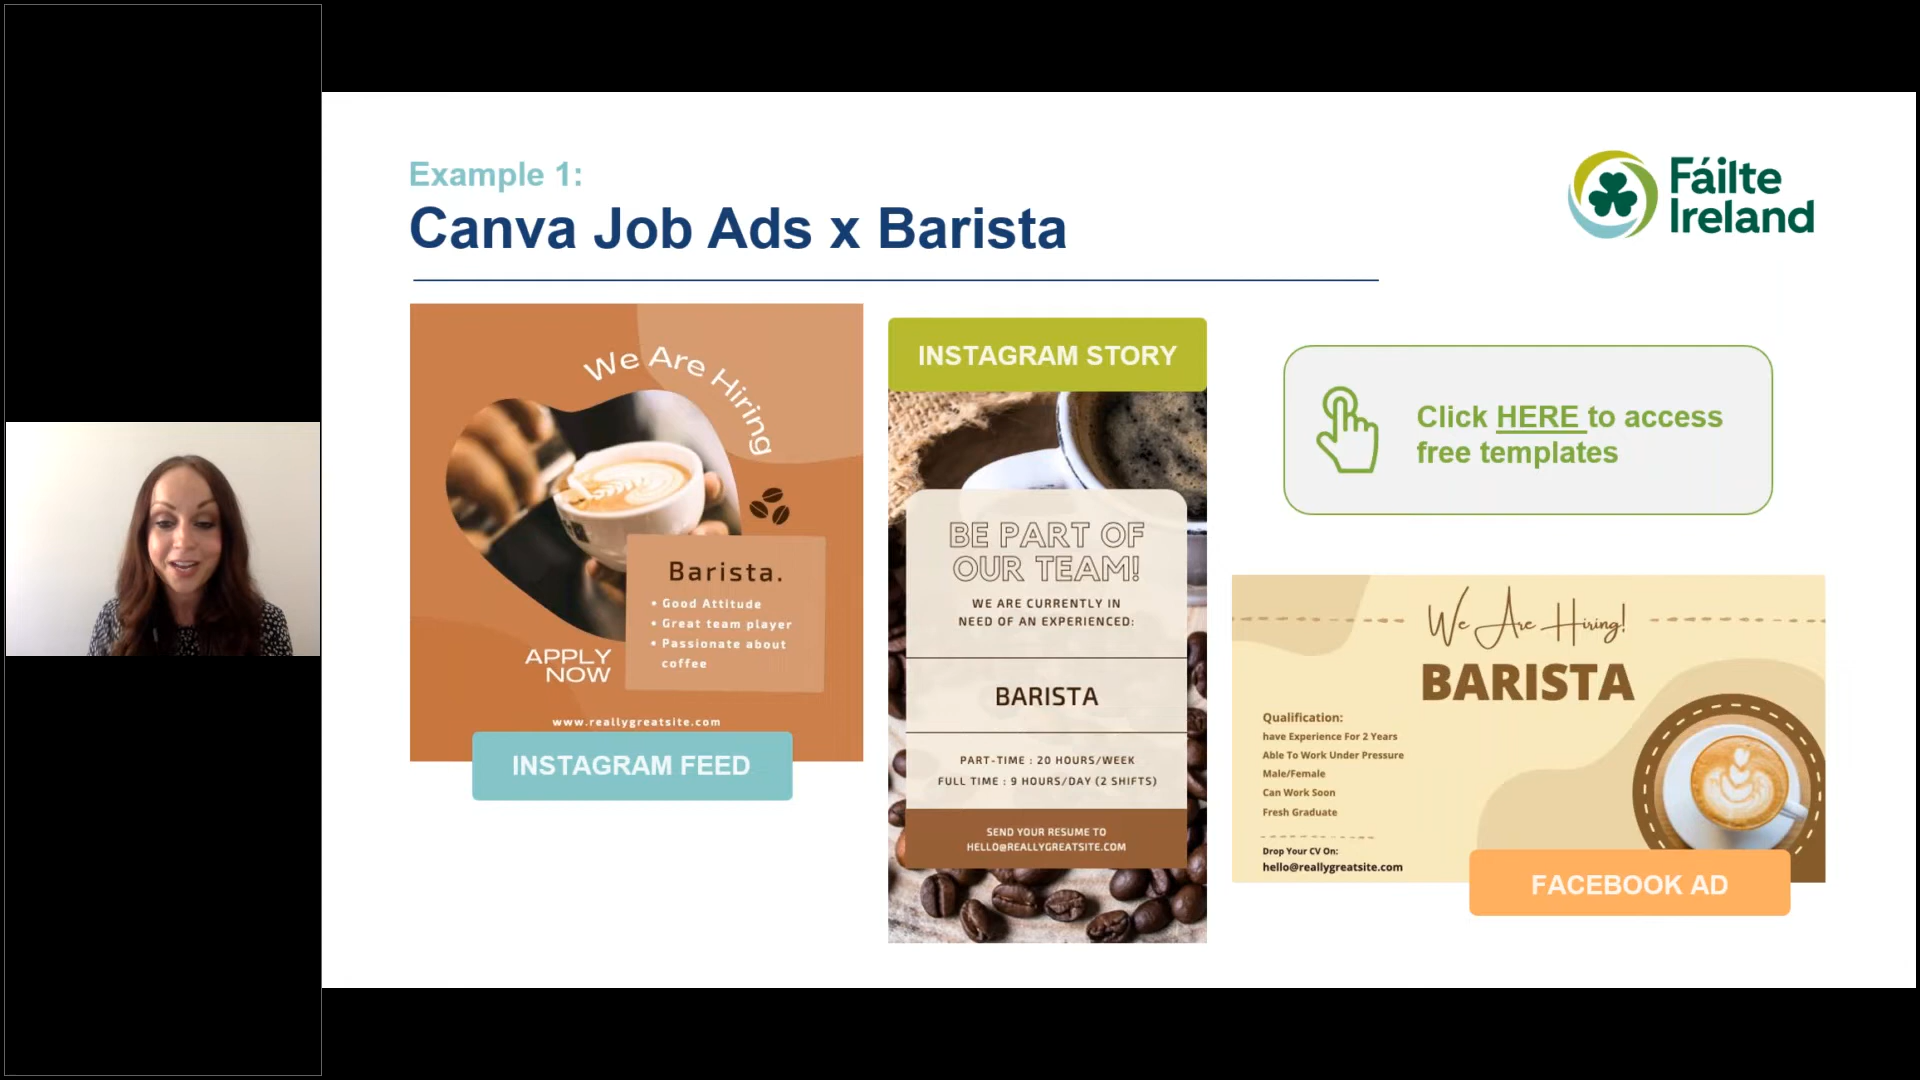 Example 1:
Canva Job Ads x Barista
Fáilte
Ireland
We Are Hiring
Barista.
• Good Attitude
• Great team player
• Passionate about
coffee
APPLY
NOW
www.reallygreatsite.com
INSTAGRAM FEED
INSTAGRAM STORY
BE PART OF
OUR TEAM!
WE ARE CURRENTLY IN
NEED OF AN EXPERIENCED:
BARISTA
PART-TIME : 20 HOURS/WEEK
FULL TIME : 9 HOURS/DAY (2 SHIFTS)
SEND YOUR RESUME TO
HELLO@REALLYGREATSITE.COM
Click HERE to access
free templates
We Are Hiring!
BARISTA
Qualification:
have Experience For 2 Years
Able To Work Under Pressure
Male/Female
Can Work Soon
Fresh Graduate
Drop Your CV On:
hello@reallygreatsite.com
FACEBOOK AD